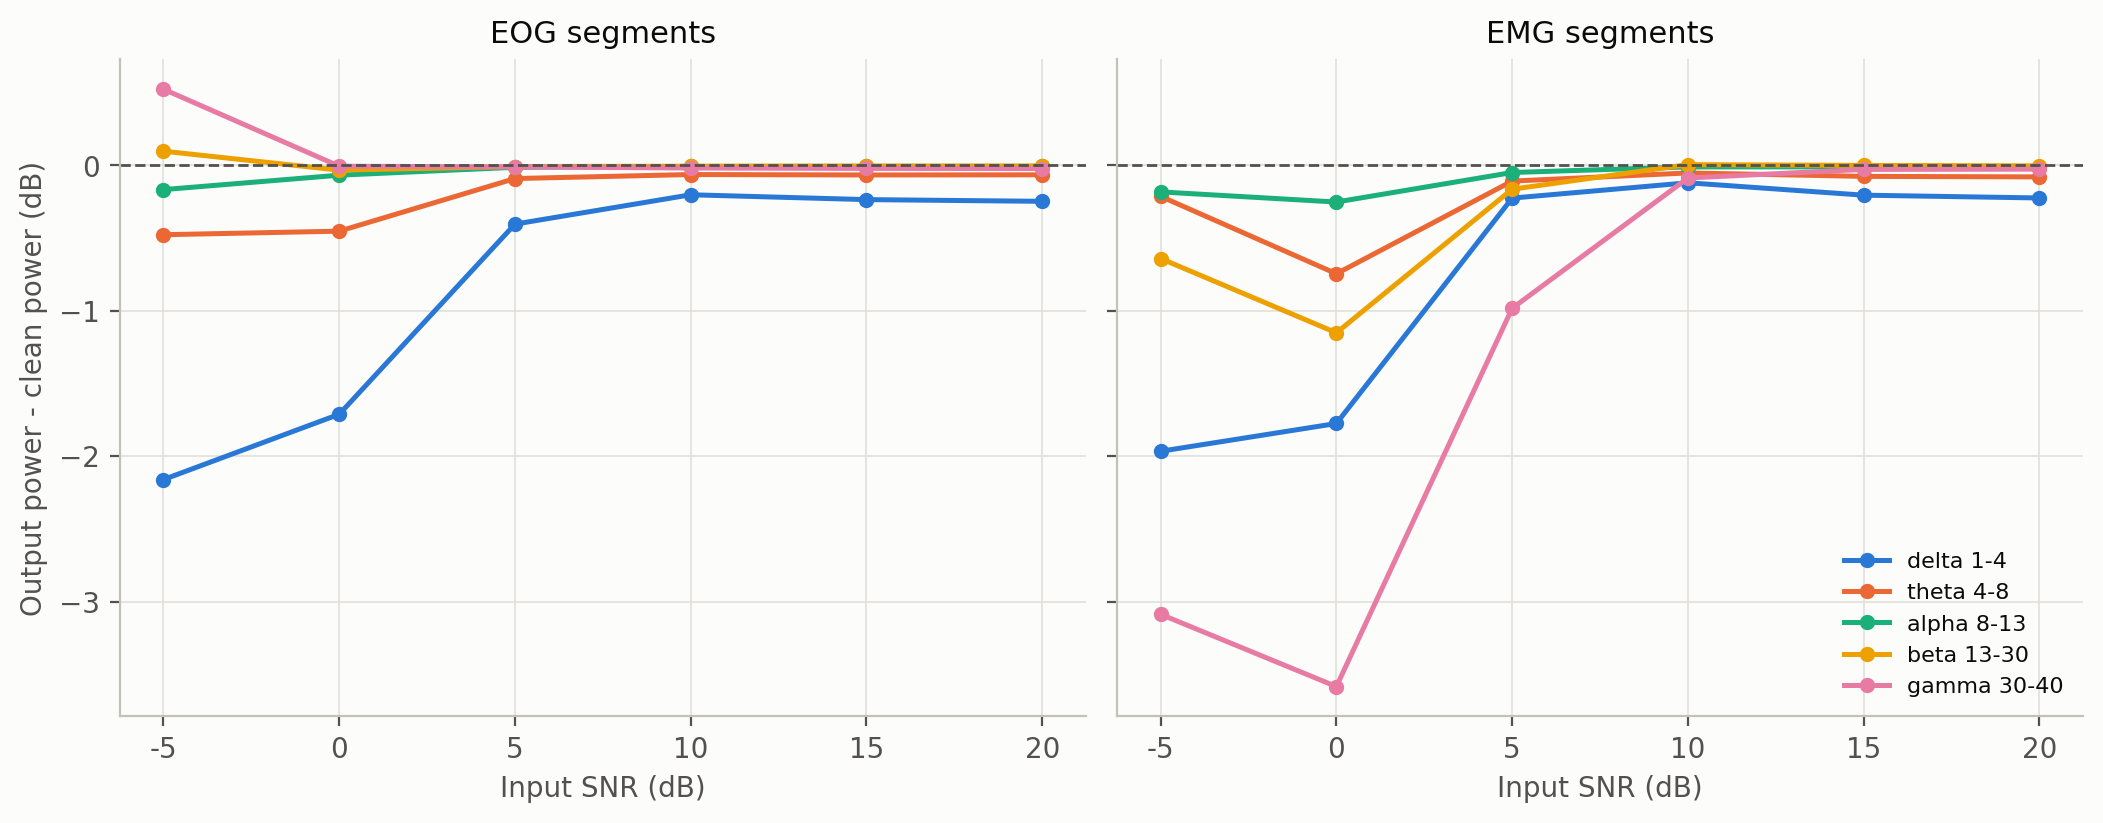 EOG segments
EMG segments
Output power - clean power (dB)
0
−1
−2
−3
-5 0 5 10 15 20
-5 0 5 10 15 20
Input SNR (dB)
Input SNR (dB)
delta 1-4
theta 4-8
alpha 8-13
beta 13-30
gamma 30-40